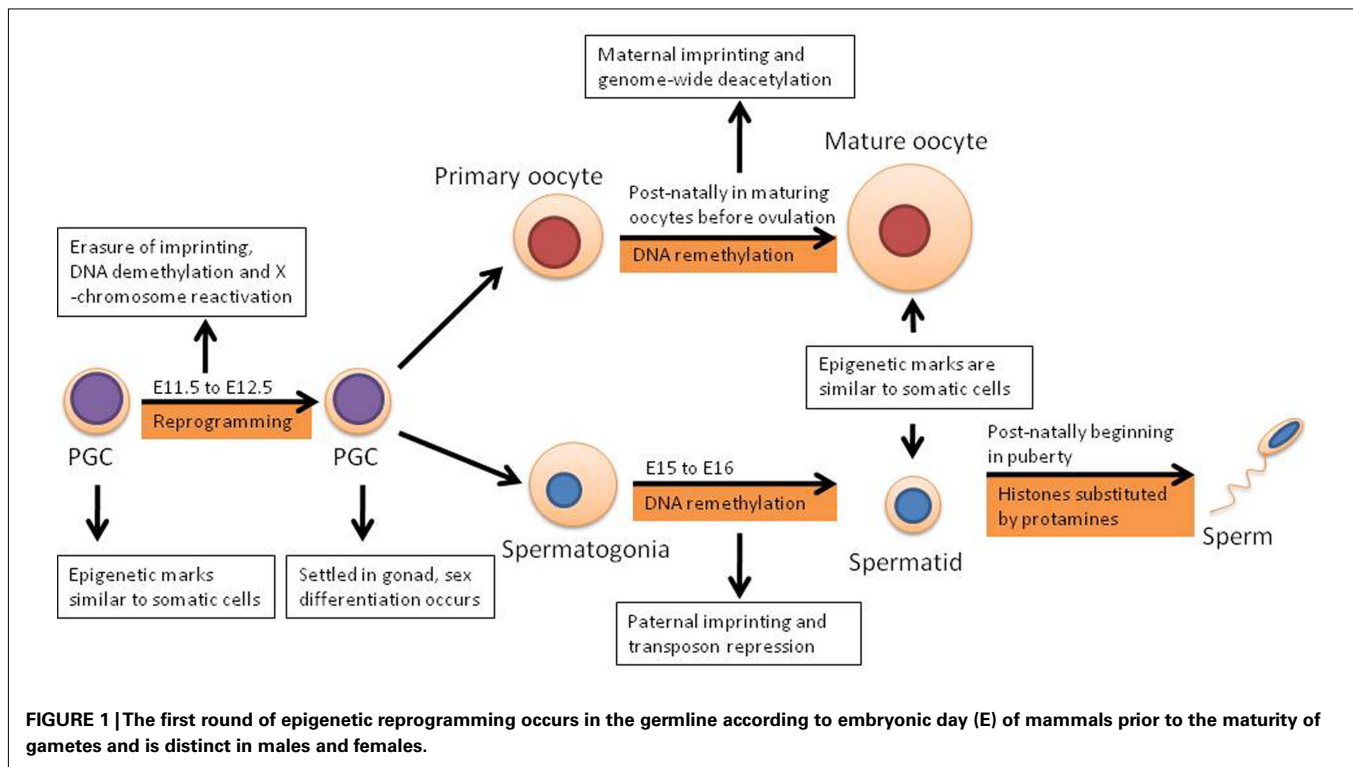 Maternal imprinting and
genome-wide deacetylation
Mature oocyte
Primary oocyte
Post-natally in maturing
oocytes before ovulation
DNA remethylation
Erasure of imprinting,
DNA demethylation and X
-chromosome reactivation
E11.5 to E12.5
Reprogramming
PGC
PGC
Epigenetic marks are
similar to somatic cells
Post-natally beginning
in puberty
Histones substituted
by protamines
Sperm
E15 to E16
DNA remethylation
Spermatogonia
Spermatid
Epigenetic marks
similar to somatic cells
Settled in gonad, sex
differentiation occurs
Paternal imprinting and
transposon repression
FIGURE 1 | The first round of epigenetic reprogramming occurs in the germline according to embryonic day (E) of mammals prior to the maturity of
gametes and is distinct in males and females.